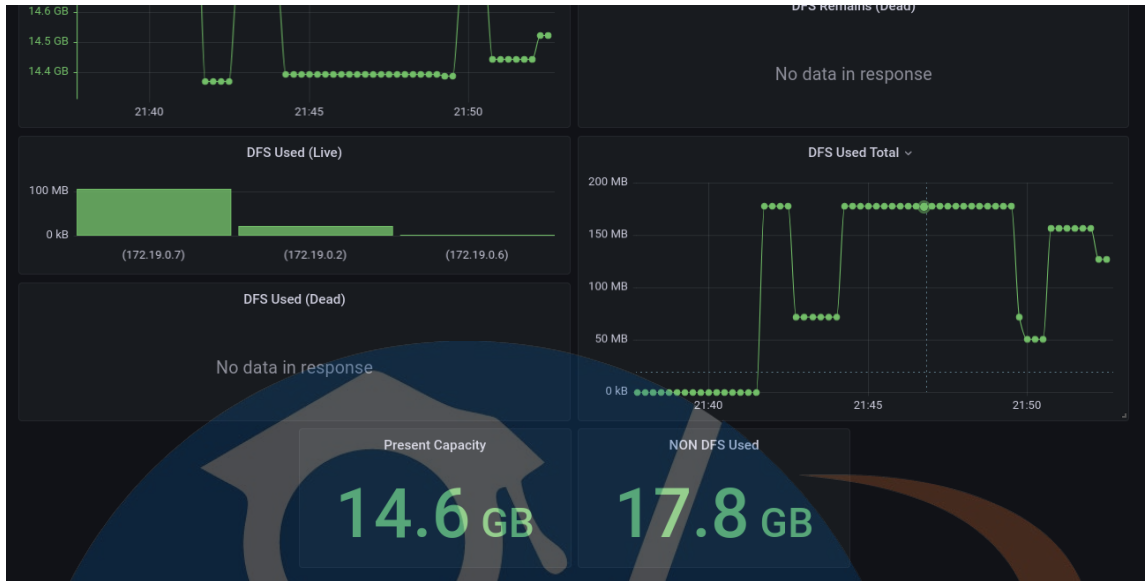 DFS Remains (Dead)
14.6 GB
14.5 GB
14.4 GB
21:40 21:45 21:50
No data in response
DFS Used (Live)
100 MB
0 kB
(172.19.0.7) (172.19.0.2) (172.19.0.6)
DFS Used Total
200 MB
150 MB
100 MB
50 MB
0 kB
21:40 21:45 21:50
DFS Used (Dead)
No data in response
Present Capacity
14.6 GB
NON DFS Used
17.8 GB